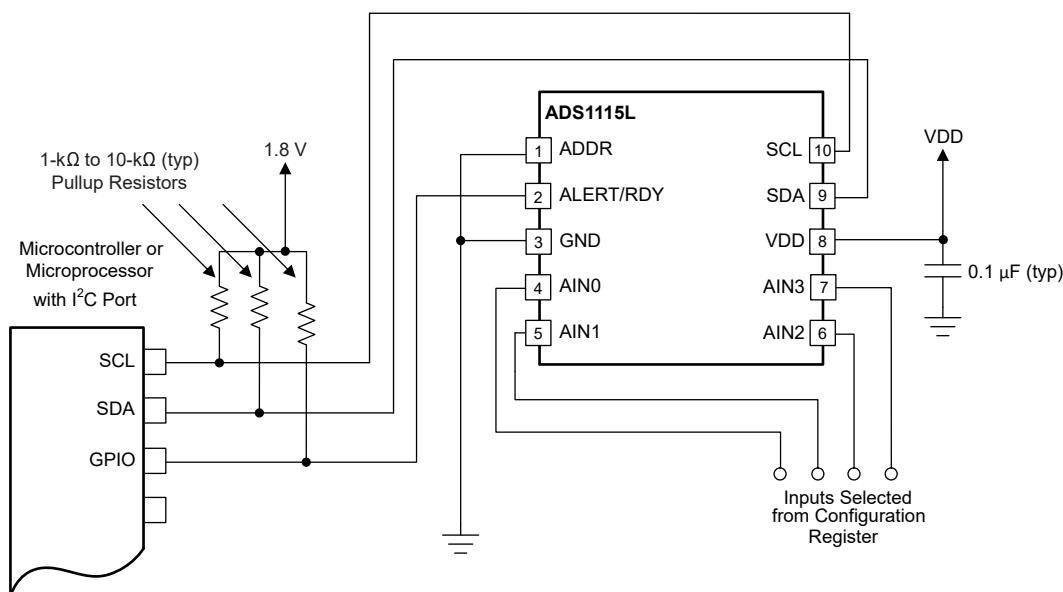 ADS1115L
1 ADDR
2 ALERT/RDY
3 GND
4 AIN0
5 AIN1
SCL 10
SDA 9
VDD 8
AIN3 7
AIN2 6
VDD
0.1 µF (typ)
1.8 V
1-kΩ to 10-kΩ (typ)
Pullup Resistors
Microcontroller or
Microprocessor
with I²C Port
SCL
SDA
GPIO
Inputs Selected
from Configuration
Register